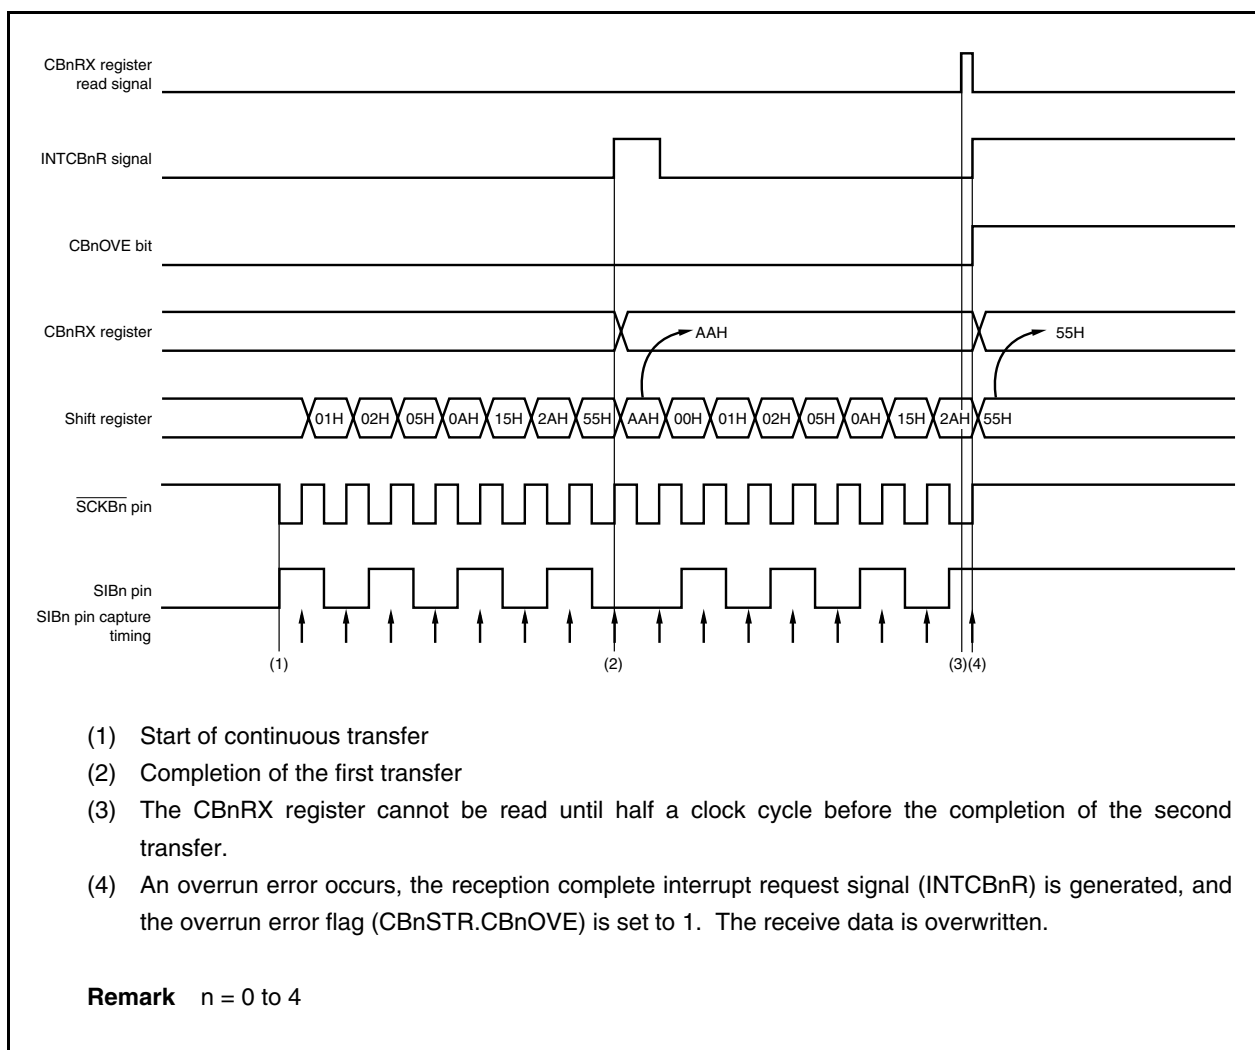 CBnRX register
read signal
INTCBnR signal
CBnOVE bit
CBnRX register
AAH
55H
Shift register
01H 02H 05H 0AH 15H 2AH 55H AAH 00H 01H 02H 05H 0AH 15H 2AH 55H
SCKBn pin
SIBn pin
SIBn pin capture
timing
(1) (2) (3) (4)
(1) Start of continuous transfer
(2) Completion of the first transfer
(3) The CBnRX register cannot be read until half a clock cycle before the completion of the second
transfer.
(4) An overrun error occurs, the reception complete interrupt request signal (INTCBnR) is generated, and
the overrun error flag (CBnSTR.CBnOVE) is set to 1. The receive data is overwritten.
Remark n = 0 to 4